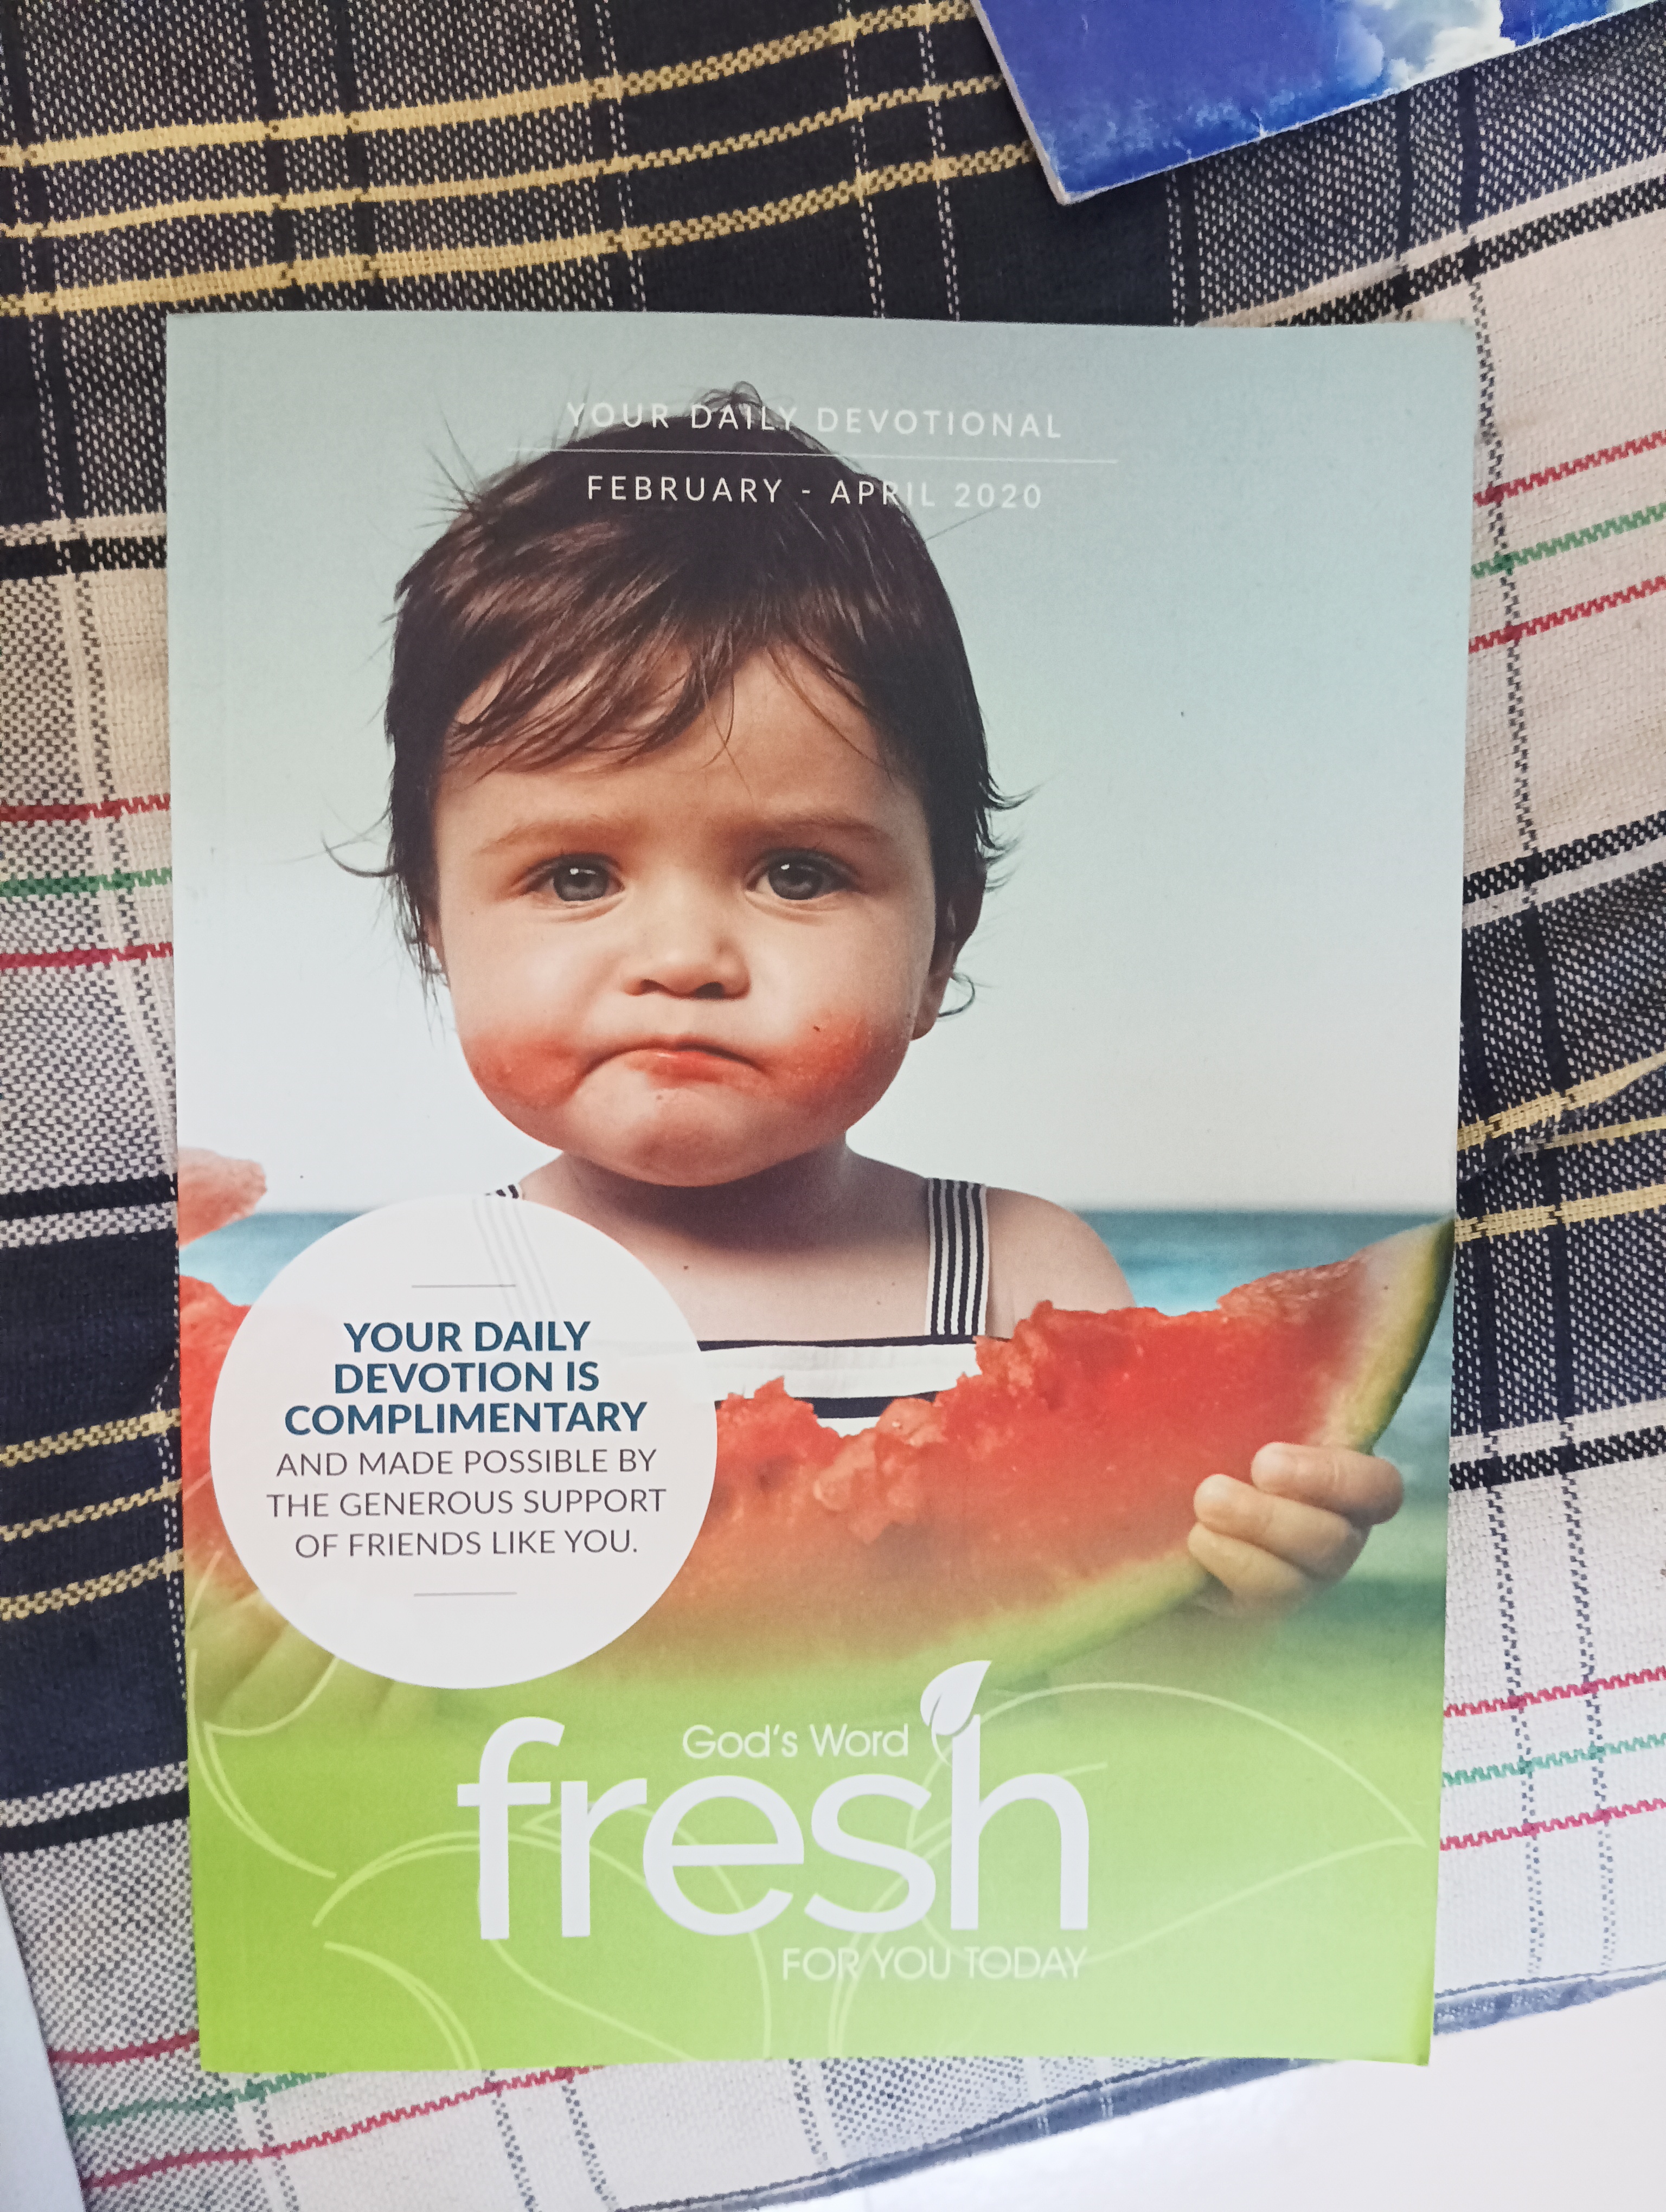 YOUR DAILY DEVOTIONAL
FEBRUARY - APRIL 2020
YOUR DAILY
DEVOTION IS
COMPLIMENTARY
AND MADE POSSIBLE BY
THE GENEROUS SUPPORT
OF FRIENDS LIKE YOU.
God's Word
fresh
FOR YOU TODAY